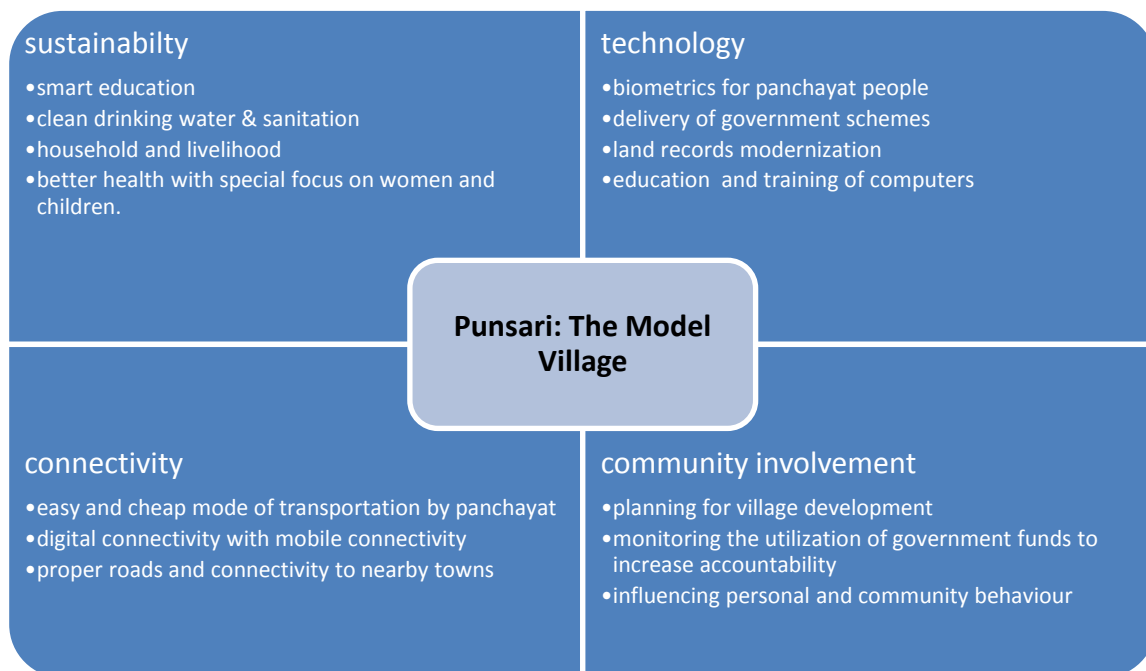 sustainabilty
•smart education
•clean drinking water & sanitation
•household and livelihood
•better health with special focus on women and
children.
technology
•biometrics for panchayat people
•delivery of government schemes
•land records modernization
•education and training of computers
Punsari: The Model
Village
connectivity
•easy and cheap mode of transportation by panchayat
•digital connectivity with mobile connectivity
•proper roads and connectivity to nearby towns
community involvement
•planning for village development
•monitoring the utilization of government funds to
increase accountability
•influencing personal and community behaviour